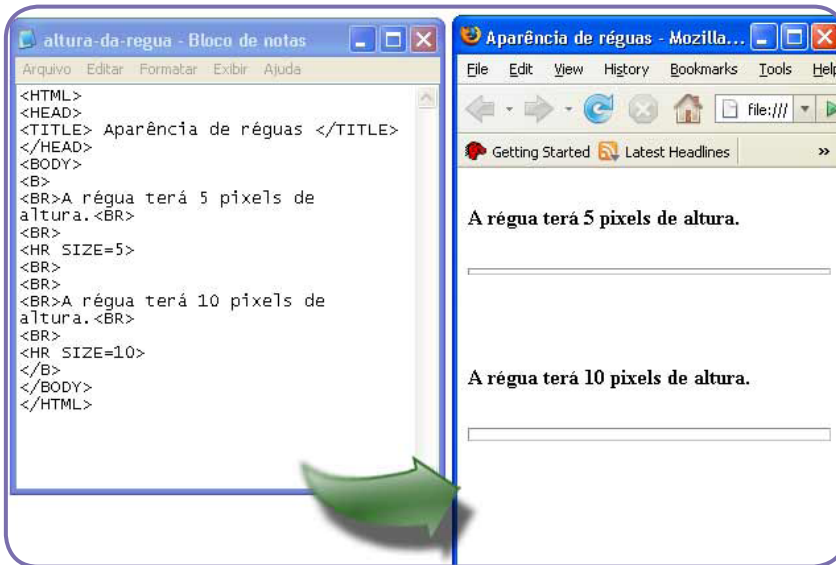 altura-da-regua - Bloco de notas
Arquivo Editar Formatar Exibir Ajuda
<HTML>
<HEAD>
<TITLE> Aparência de réguas </TITLE>
</HEAD>
<BODY>
<B>
<BR>A régua terá 5 pixels de
altura.<BR>
<BR>
<HR SIZE=5>
<BR>
<BR>
<BR>A régua terá 10 pixels de
altura.<BR>
<BR>
<HR SIZE=10>
</B>
</BODY>
</HTML>
Aparência de réguas - Mozilla...
File Edit View History Bookmarks Tools Help
file:///
Getting Started Latest Headlines »
A régua terá 5 pixels de altura.
A régua terá 10 pixels de altura.